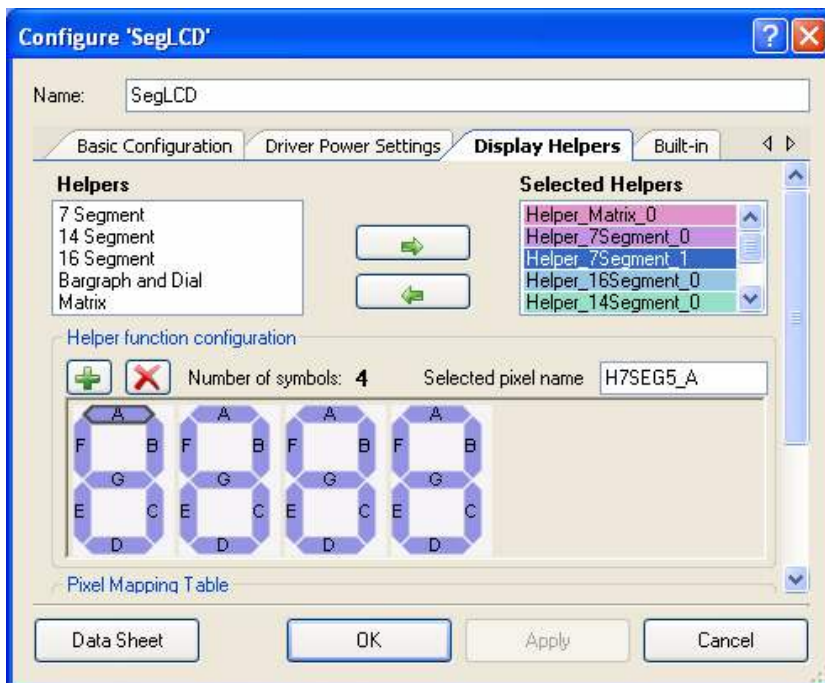 Configure 'SegLCD'
Name: SegLCD
Basic Configuration Driver Power Settings Display Helpers Built-in
Helpers Selected Helpers
7 Segment
14 Segment
16 Segment
Bargraph and Dial
Matrix
Helper_Matrix_0
Helper_7Segment_0
Helper_7Segment_1
Helper_16Segment_0
Helper_14Segment_0
Helper function configuration
Number of symbols: 4 Selected pixel name H7SEG5_A
A A A A
F B F B F B F B
G G G G
E C E C E C E C
D D D D
Pixel Mapping Table
Data Sheet OK Apply Cancel